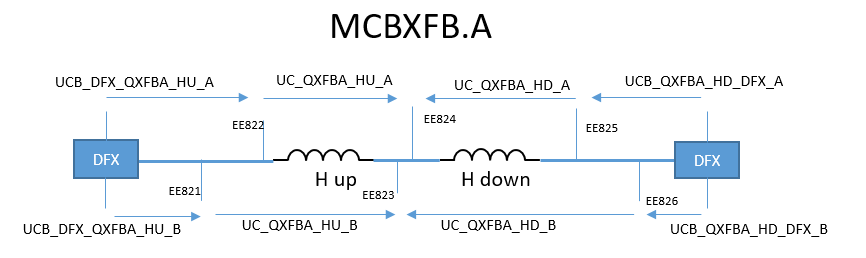 MCBXFB.A
UCB_DFX_QXFBA_HU_A
UC_QXFBA_HU_A
UC_QXFBA_HD_A
UCB_QXFBA_HD_DFX_A
EE822
EE824
EE825
DFX
DFX
H up
H down
EE821
EE823
EE826
UCB_DFX_QXFBA_HU_B
UC_QXFBA_HU_B
UC_QXFBA_HD_B
UCB_QXFBA_HD_DFX_B